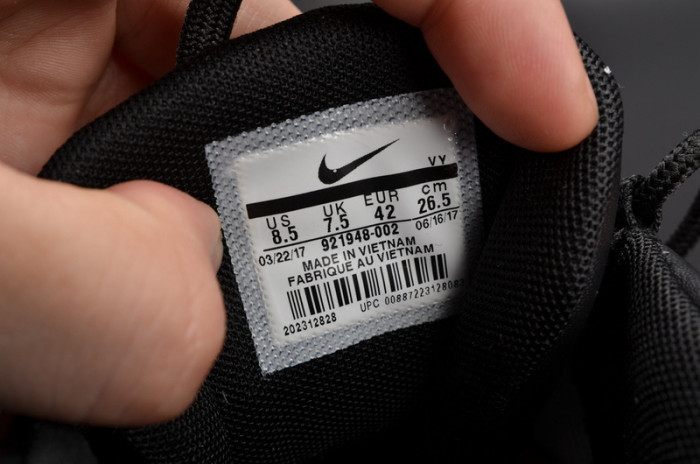 VY
US UK EUR cm
8.5 7.5 42 26.5
921948-002
03/22/17 06/16/17
MADE IN VIETNAM
FABRIQUE AU VIETNAM
202312828 UPC